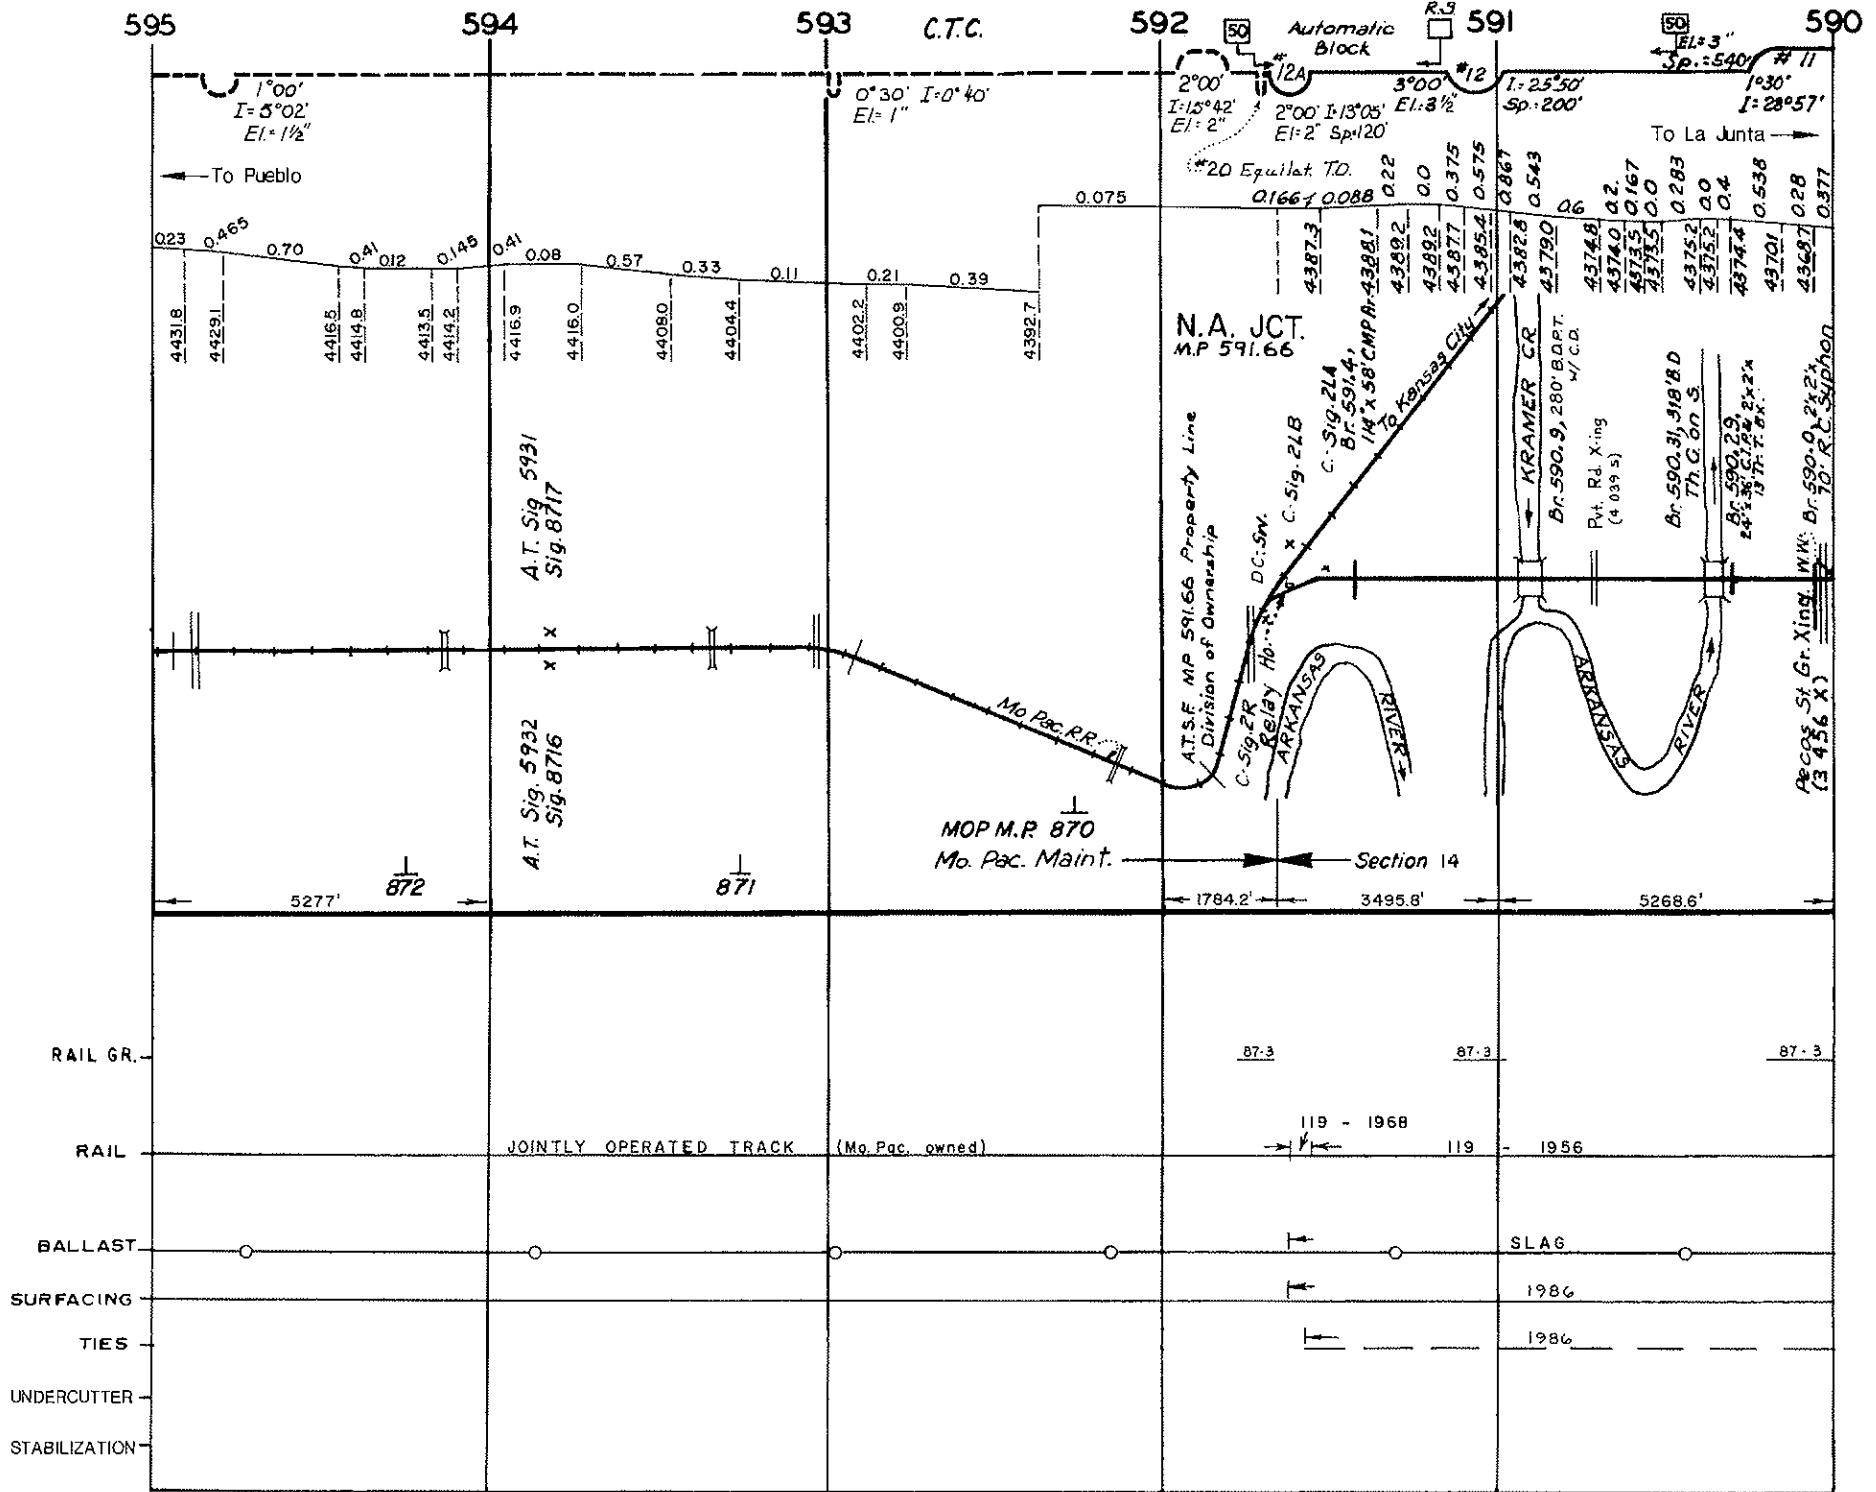 595
594
593
C.T.C.
592
50
Automatic
Block
R.S
591
50
590
El.=3"
Sp.:540'
#11
1°00'
I=5°02'
El.=1½"
0°30' I=0°40'
El=1"
2°00'
I=15°42'
El=2"
#12A
2°00' I=13°05'
El=2" Sp.=120'
3°00'
El.:3½"
#12
I.=25°50'
Sp.:200'
1°30'
I=28°57'
To La Junta
To Pueblo
#20 Equilat. T.O.
0.23
0.465
0.70
0.41
0.12
0.145
0.41
0.08
0.57
0.33
0.11
0.21
0.39
0.075
0.166
0.088
0.22
0.0
0.375
0.575
0.867
0.543
0.6
0.2
0.167
0.0
0.283
0.0
0.4
0.538
0.28
0.377
4431.8
4429.1
4416.5
4414.8
4413.5
4414.2
4416.9
4416.0
4408.0
4404.4
4402.2
4400.9
4392.7
4387.3
4388.1
4389.2
4389.2
4387.7
4385.4
4382.8
4379.0
4374.8
4374.0
4373.5
4373.5
4375.2
4375.2
4374.4
4370.1
4368.7
N.A. JCT.
M.P 591.66
To Kansas City
C.-Sig.2LA
Br. 591.4,
114"x58'CMPAr.
KRAMER CR
Br. 590.9, 280' B.D.P.T.
W/ C.D.
Pvt. Rd. X-ing
(4 039 S)
Br. 590.31, 318'B.D
Th. G. on S.
Br. 590.29,
Br. 590.0, 2'x2'x
70' R.C. Syphon
Pecos St Gr. Xing. W.W.
(3 456 X)
A.T. Sig 5931
Sig. 8717
A.T. Sig. 5932
Sig. 8716
A.T.S.F. MP 591.66 Property Line
Division of Ownership
DC.:Sw.
C-Sig. 2LB
C-Sig. 2R
Relay Ho.
Mo. Pac. R.R.
ARKANSAS
RIVER
ARKANSAS
RIVER
MOP M.P. 870
Mo. Pac. Maint.
Section 14
872
871
5277'
1784.2'
3495.8'
5268.6'
RAIL GR.
87-3
87-3
87-3
119 - 1968
RAIL
JOINTLY OPERATED TRACK (Mo. Pac. owned)
119 - 1956
BALLAST
SLAG
SURFACING
1986
TIES
1986
UNDERCUTTER
STABILIZATION